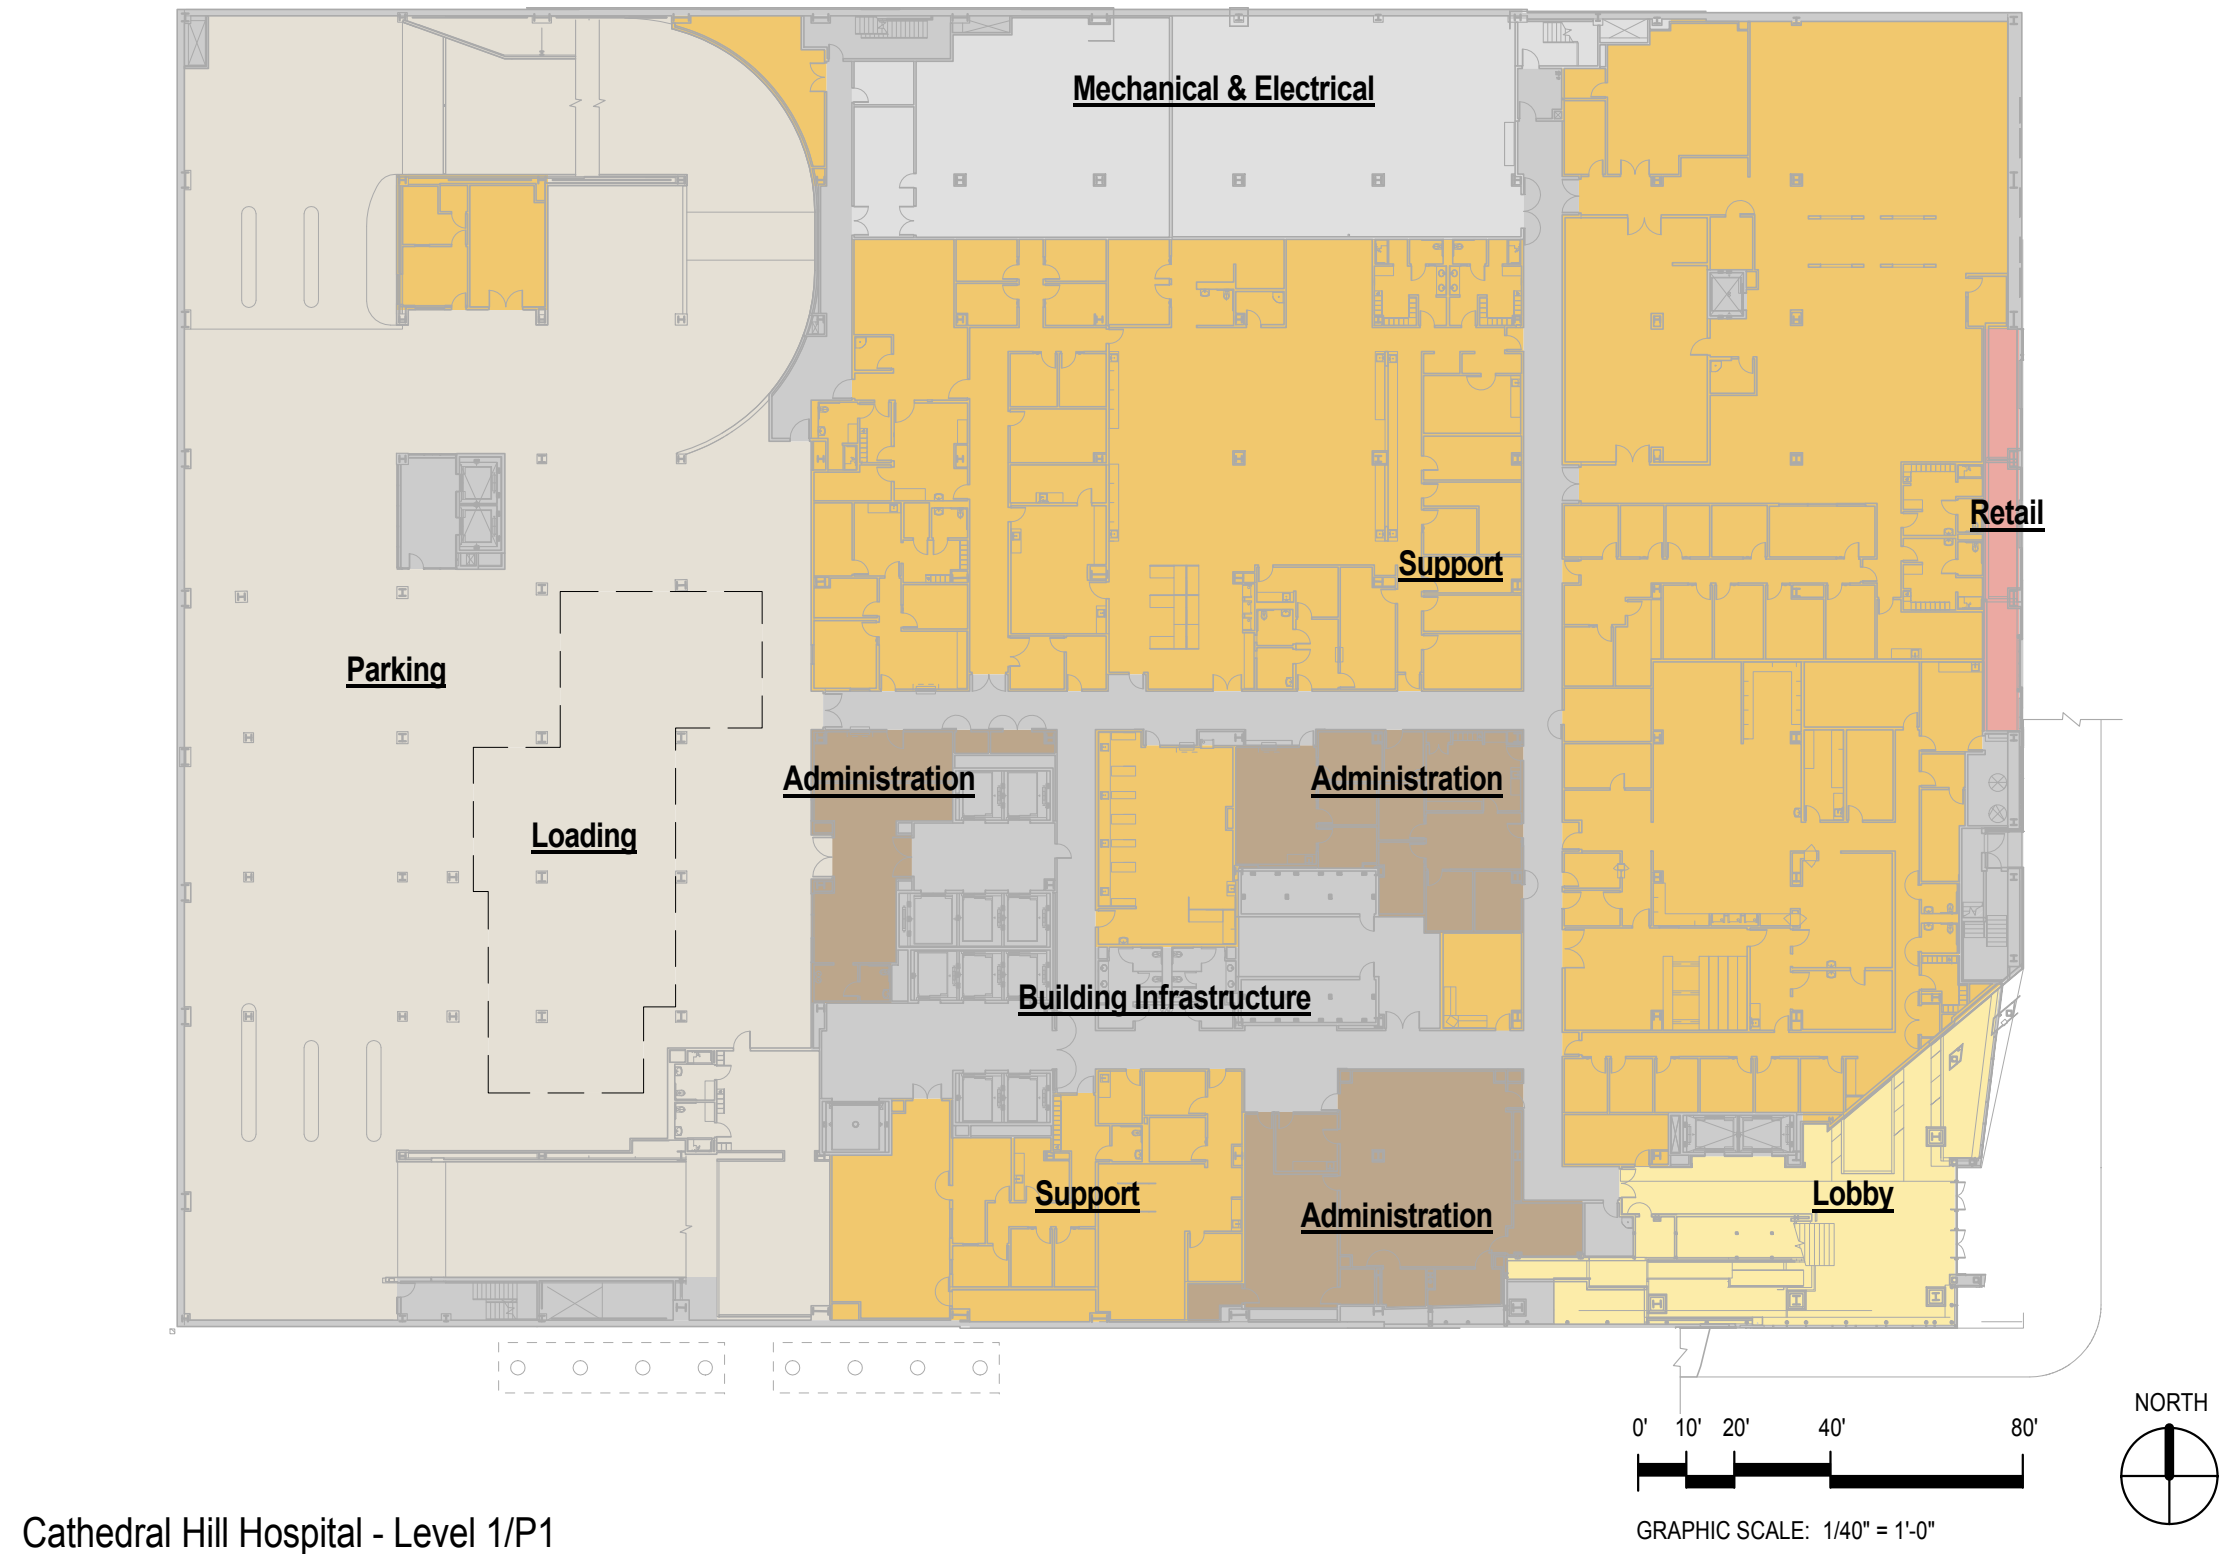 Mechanical & Electrical
Retail
Support
Parking
Administration
Administration
Loading
Building Infrastructure
Support
Lobby
Administration
NORTH
0' 10' 20' 40' 80'
GRAPHIC SCALE: 1/40" = 1'-0"
Cathedral Hill Hospital - Level 1/P1